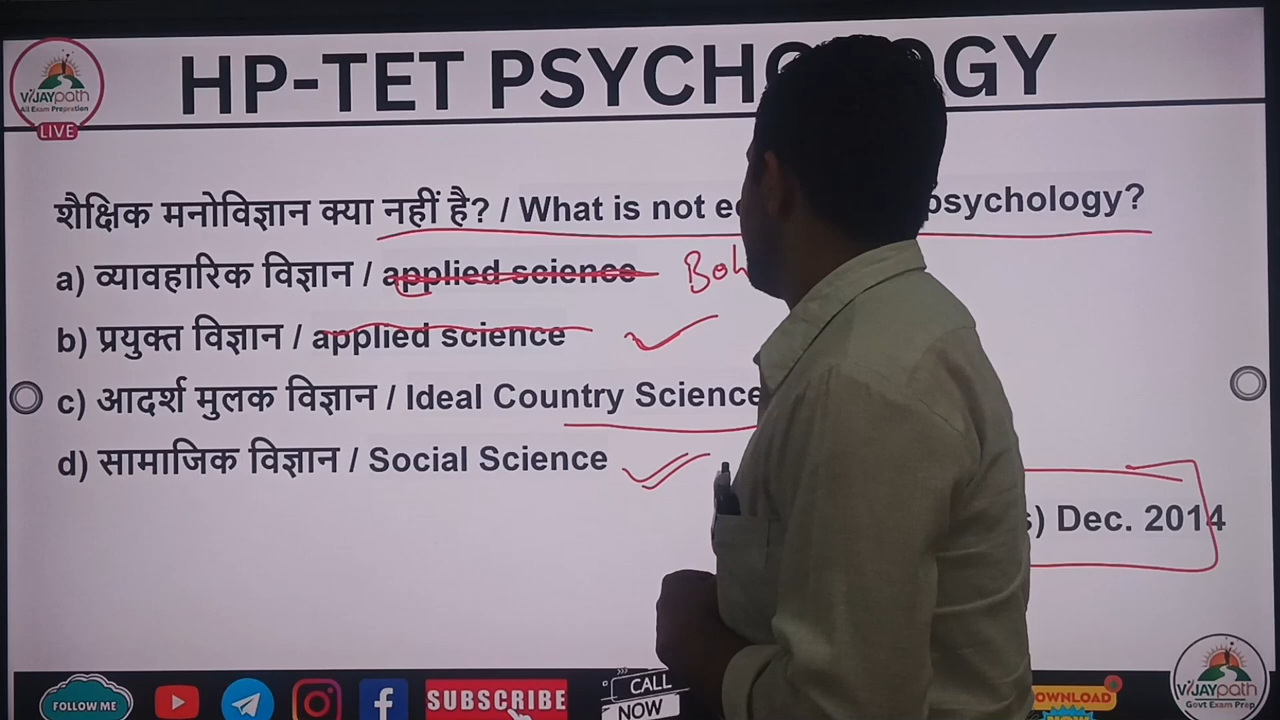 HP-TET PSYCH GY
ViJAYpath
All Exam Prepration
LIVE
शैक्षिक मनोविज्ञान क्या नहीं है? / What is not psychology?
a) व्यावहारिक विज्ञान / applied science
b) प्रयुक्त विज्ञान / applied science
c) आदर्श मुलक विज्ञान / Ideal Country Science
d) सामाजिक विज्ञान / Social Science
) Dec. 2014
FOLLOW ME
SUBSCRIBE
CALL
NOW
DOWNLOAD
NOW
ViJAYpath
Govt Exam Prep